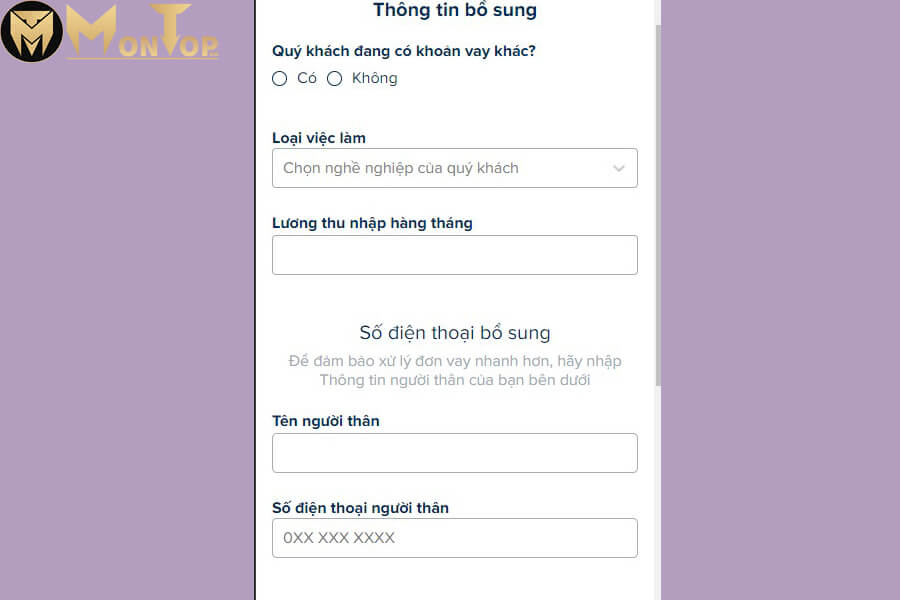 MONTOP
Thông tin bổ sung
Quý khách đang có khoản vay khác?
Có Không
Loại việc làm
Chọn nghề nghiệp của quý khách
Lương thu nhập hàng tháng
Số điện thoại bổ sung
Để đảm bảo xử lý đơn vay nhanh hơn, hãy nhập
Thông tin người thân của bạn bên dưới
Tên người thân
Số điện thoại người thân
0XX XXX XXXX